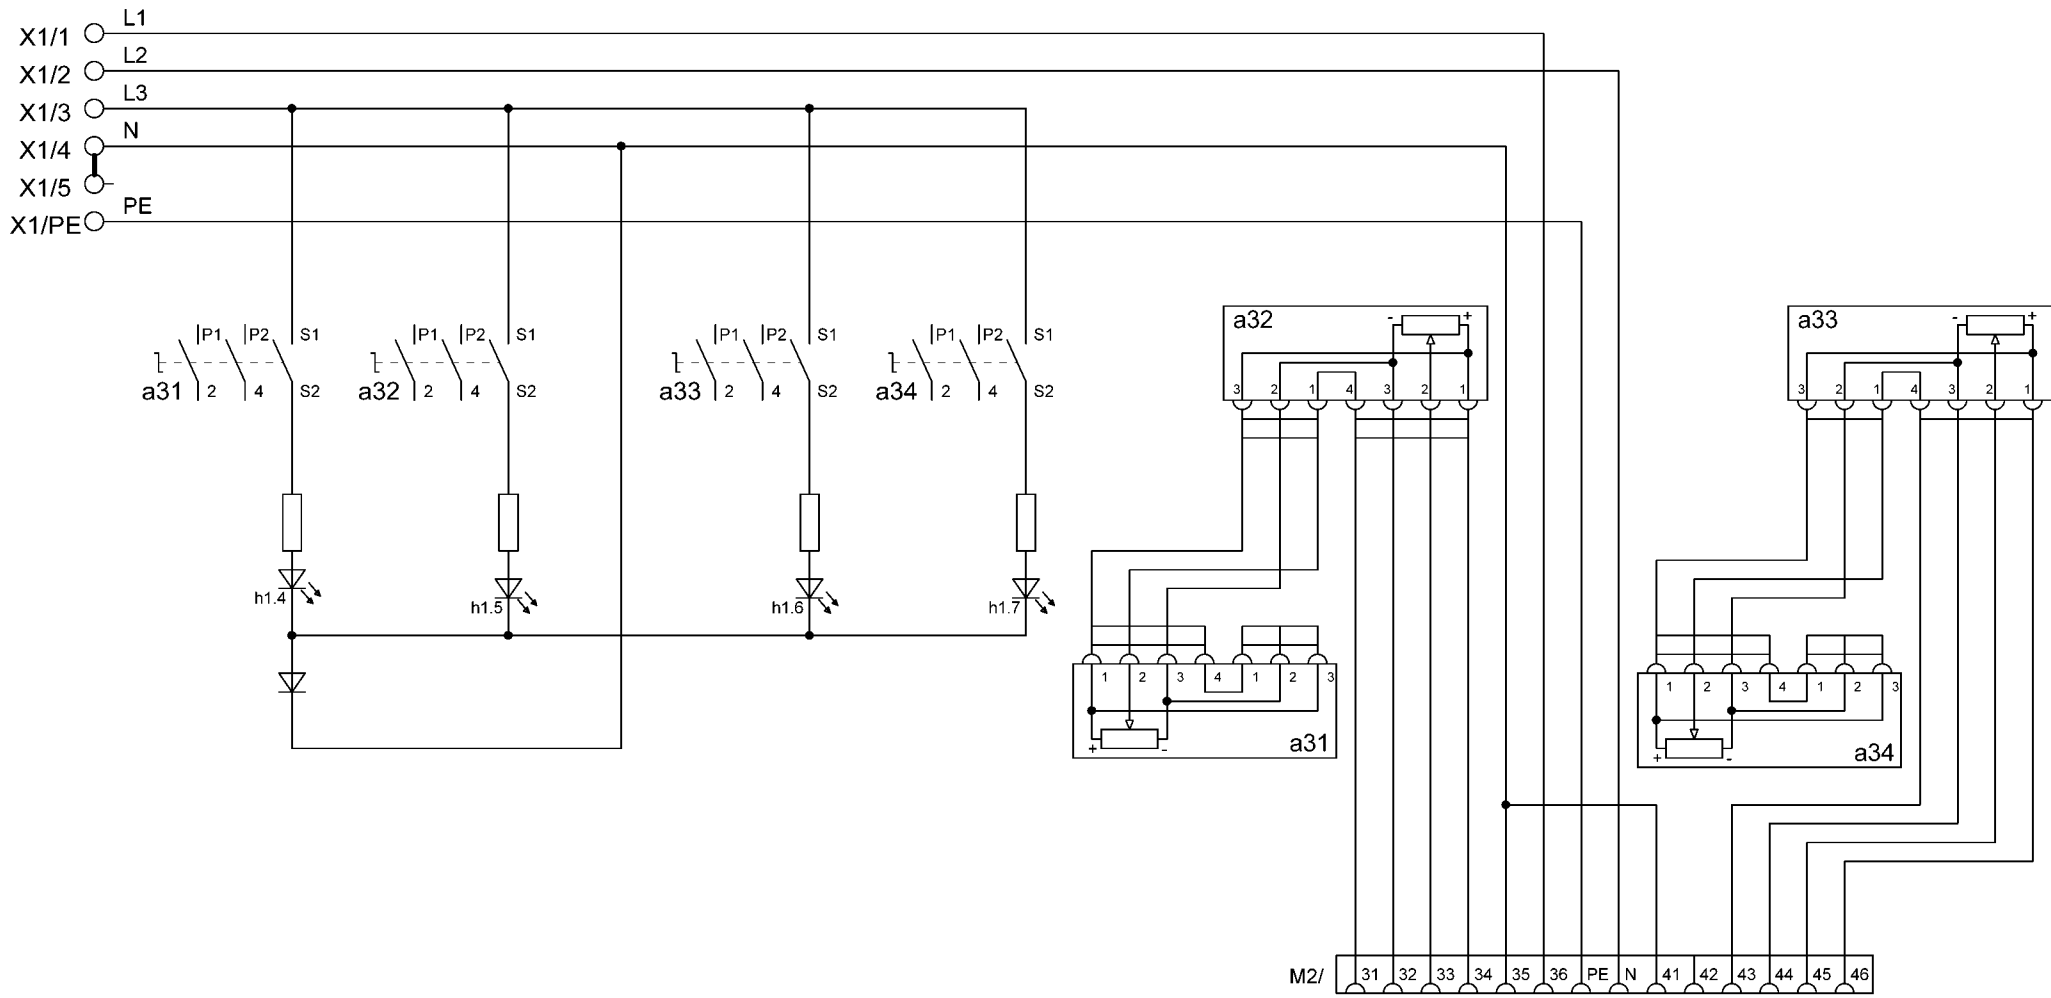 L1
X1/1
L2
X1/2
L3
X1/3
N
X1/4
X1/5
PE
X1/PE
P1 P2 S1 P1 P2 S1 P1 P2 S1 P1 P2 S1
a31 2 4 S2 a32 2 4 S2 a33 2 4 S2 a34 2 4 S2
h1.4 h1.5 h1.6 h1.7
a32 - +
3 2 1 4 3 2 1
a33 - +
3 2 1 4 3 2 1
1 2 3 4 1 2 3
+ - a31
1 2 3 4 1 2 3
+ - a34
M2/ 31 32 33 34 35 36 PE N 41 42 43 44 45 46